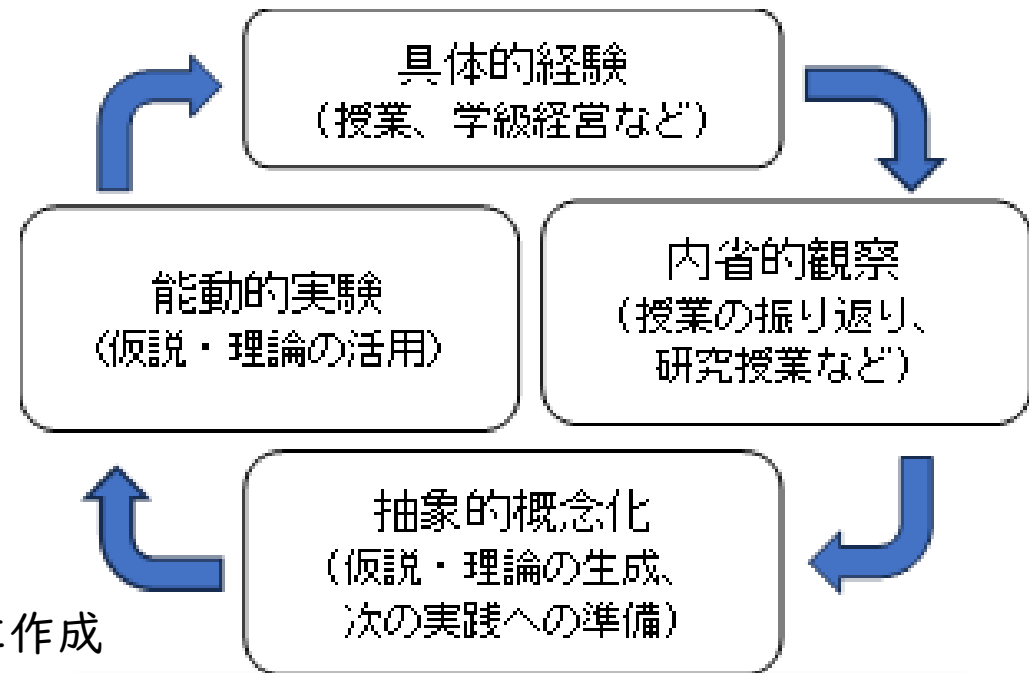 具体的経験
（授業、学級経営など）
内省的観察
（授業の振り返り、
研究授業など）
抽象的概念化
（仮説・理論の生成、
次の実践への準備）
能動的実験
（仮説・理論の活用）
作成